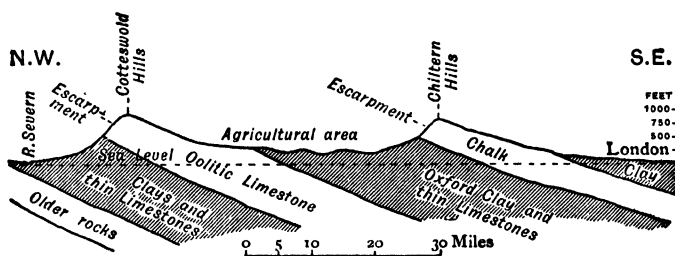 N.W.
Cotteswold
Hills
Chiltern
Hills
S.E.
R. Severn
Escarp-
ment
Escarpment
FEET
1000
750
500
Agricultural area
London
Sea Level
Oolitic Limestone
Chalk
Clay
Clays and
thin Limestones
Oxford Clay and
thin Limestones
Older rocks
0 5 10 20 30 Miles